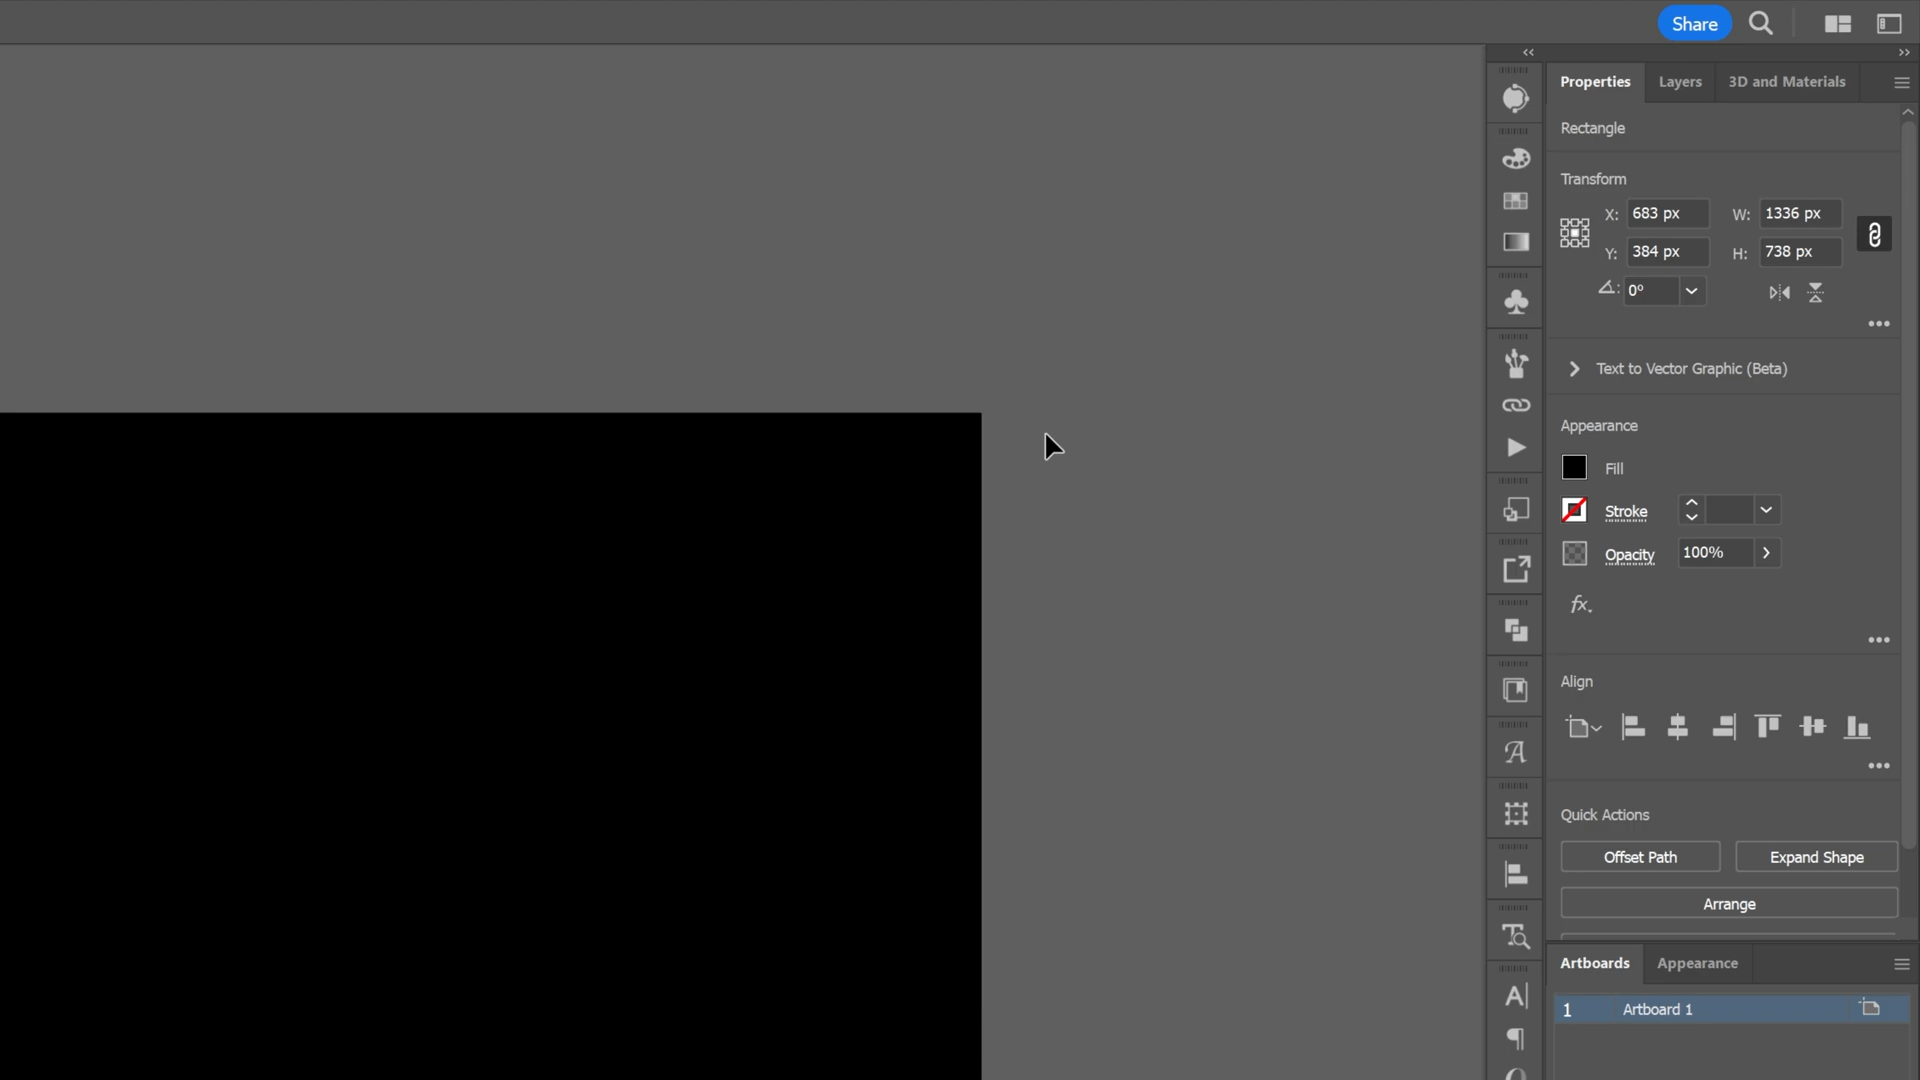 Share
Properties Layers 3D and Materials
Rectangle
Transform
X: 683 px W: 1336 px
Y: 384 px H: 738 px
0°
Text to Vector Graphic (Beta)
Appearance
Fill
Stroke
Opacity 100%
fx.
Align
Quick Actions
Offset Path Expand Shape
Arrange
Artboards Appearance
1 Artboard 1